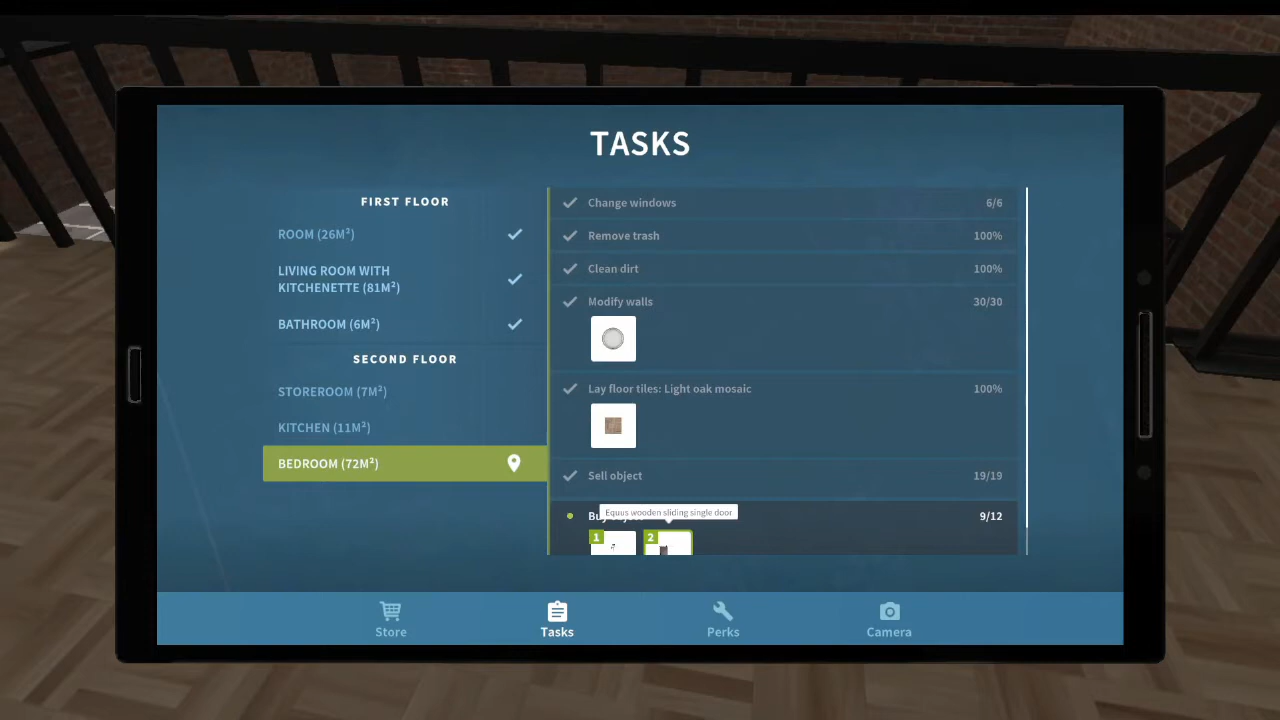 TASKS
FIRST FLOOR
ROOM (26M²)
LIVING ROOM WITH
KITCHENETTE (81M²)
BATHROOM (6M²)
SECOND FLOOR
STOREROOM (7M²)
KITCHEN (11M²)
BEDROOM (72M²)
Change windows 6/6
Remove trash 100%
Clean dirt 100%
Modify walls 30/30
Lay floor tiles: Light oak mosaic 100%
Sell object 19/19
Equus wooden sliding single door
9/12
1 2
Store Tasks Perks Camera